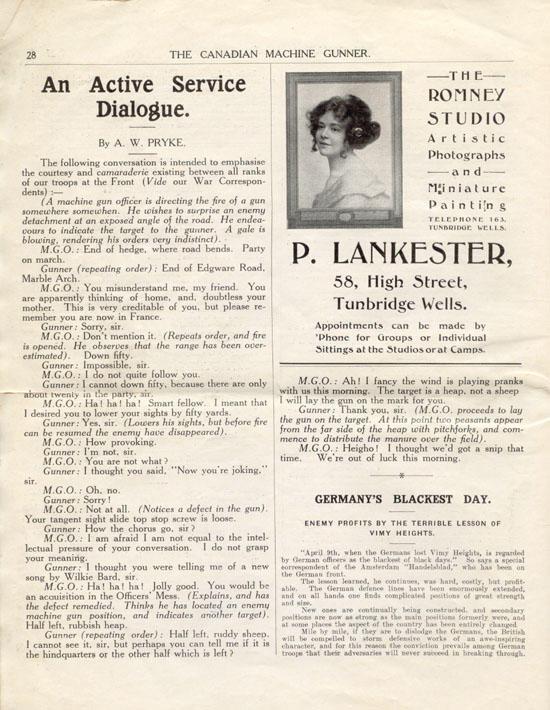 28
THE CANADIAN MACHINE GUNNER.
An Active Service
Dialogue.
By A. W. PRYKE.
The following conversation is intended to emphasise
the courtesy and camaraderie existing between all ranks
of our troops at the Front (Vide our War Correspon-
dents) :—
(A machine gun officer is directing the fire of a gun
somewhere somewhen. He wishes to surprise an enemy
detachment at an exposed angle of the road. He endea-
vours to indicate the target to the gunner. A gale is
blowing, rendering his orders very indistinct). ·
M.G.O.: End of hedge, where road bends. Party
on march.
Gunner (repeating order): End of Edgware Road,
Marble Arch.
M.G.O.: You misunderstand me, my friend. You
are apparently thinking of home, and, doubtless your
mother. This is very creditable of you, but please re-
member you are now in France.
Gunner: Sorry, sir.
M.G.O.: Don't mention it. (Repeats order, and fire
is opened. He observes that the range has been over-
estimated). Down fifty.
Gunner: Impossible, sir.
M.G.O.: I do not quite follow you.
Gunner: I cannot down fifty, because there are only
about twenty in the party, sir.
M.G.O.: Ha! ha! ha! Smart fellow. I meant that
I desired you to lower your sights by fifty yards.
Gunner: Yes, sir. (Lowers his sights, but before fire
can be resumed the enemy have disappeared).
M.G.O.: How provoking.
Gunner: I'm not, sir.
M.G.O.: You are not what?
Gunner: I thought you said, "Now you're joking,"
sir.
M.G.O.: Oh, no.
Gunner: Sorry!
M.G.O.: Not at all. (Notices a defect in the gun).
Your tangent sight slide top stop screw is loose.
Gunner: How the chorus go, sir?
M.G.O.: I am afraid I am not equal to the intel-
lectual pressure of your conversation. I do not grasp
your meaning.
Gunner: I thought you were telling me of a new
song by Wilkie Bard, sir.
M.G.O.: Ha! ha! ha! Jolly good. You would be
an acquisition in the Officers' Mess. (Explains, and has
the defect remedied. Thinks he has located an enemy
machine gun position, and indicates another target).
Half left, rubbish heap.
Gunner (repeating order): Half left, ruddy sheep.
I cannot see it, sir, but perhaps you can tell me if it is
the hindquarters or the other half which is left?
THE
ROMNEY
STUDIO
Artistic
Photographs
and
Miniature
Painting
TELEPHONE 163,
TUNBRIDGE WELLS.
P. LANKESTER,
58, High Street,
Tunbridge Wells.
Appointments can be made by
'Phone for Groups or Individual
Sittings at the Studios or at Camps.
M.G.O.: Ah! I fancy the wind is playing pranks
with us this morning. The target is a heap, not a sheep
I will lay the gun on the mark for you.
Gunner: Thank you, sir. (M.G.O. proceeds to lay
the gun on the target. At this point two peasants appear
from the far side of the heap with pitchforks, and com-
mence to distribute the manure over the field).
M.G.O.: Heigho! I thought we'd got a snip that
time. We're out of luck this morning.
GERMANY'S BLACKEST DAY.
ENEMY PROFITS BY THE TERRIBLE LESSON OF
VIMY HEIGHTS.
"April 9th, when the Germans lost Vimy Heights, is regarded
by German officers as the blackest of black days." So says a special
correspondent of the Amsterdam "Handelsblad," who has been on
the German front.
The lesson learned, he continues, was hard, costly, but profit-
able. The German defence lines have been enormously extended,
and on all hands one finds complicated positions of great strength
and size.
New ones are continually being constructed, and secondary
positions are now as strong as the main positions formerly were, and
at some places the aspect of the country has been entirely changed
Mile by mile, if they are to dislodge the Germans, the British
will be compelled to storm defensive works of an awe-inspiring
character, and for this reason the conviction prevails among German
troops that their adversaries will never succeed in breaking through.